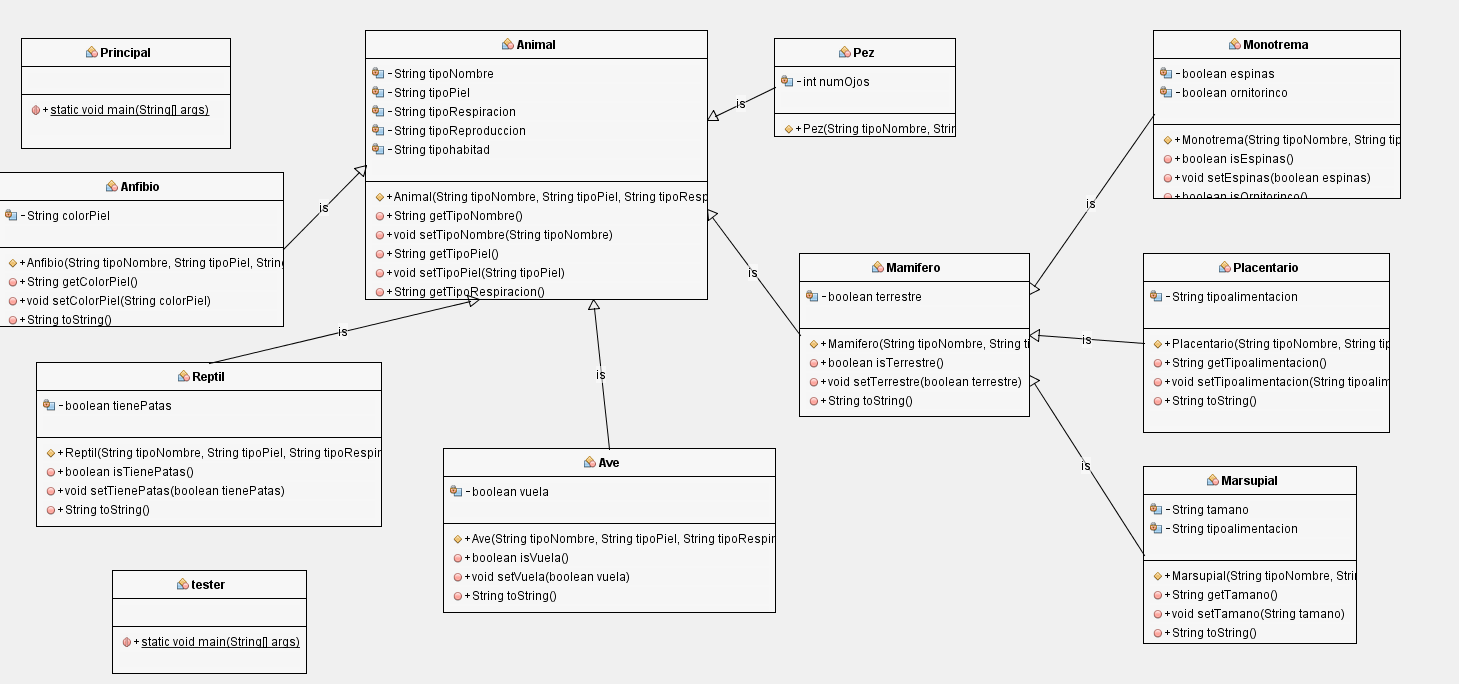 Principal
+static void main(String[] args)
Animal
-String tipoNombre
-String tipoPiel
-String tipoRespiracion
-String tipoReproduccion
-String tipohabitad
+Animal(String tipoNombre, String tipoPiel, String tipoResp
+String getTipoNombre()
+void setTipoNombre(String tipoNombre)
+String getTipoPiel()
+void setTipoPiel(String tipoPiel)
+String getTipoRespiracion()
Pez
-int numOjos
+Pez(String tipoNombre, Strin
is
Monotrema
-boolean espinas
-boolean ornitorinco
+Monotrema(String tipoNombre, String tip
+boolean isEspinas()
+void setEspinas(boolean espinas)
+boolean isOrnitorinco()
is
Anfibio
-String colorPiel
+Anfibio(String tipoNombre, String tipoPiel, String
+String getColorPiel()
+void setColorPiel(String colorPiel)
+String toString()
is
is
Mamifero
-boolean terrestre
+Mamifero(String tipoNombre, String ti
+boolean isTerrestre()
+void setTerrestre(boolean terrestre)
+String toString()
is
Placentario
-String tipoalimentacion
+Placentario(String tipoNombre, String tip
+String getTipoalimentacion()
+void setTipoalimentacion(String tipoalim
+String toString()
is
Reptil
-boolean tienePatas
+Reptil(String tipoNombre, String tipoPiel, String tipoRespir
+boolean isTienePatas()
+void setTienePatas(boolean tienePatas)
+String toString()
is
Ave
-boolean vuela
+Ave(String tipoNombre, String tipoPiel, String tipoRespir
+boolean isVuela()
+void setVuela(boolean vuela)
+String toString()
is
Marsupial
-String tamano
-String tipoalimentacion
+Marsupial(String tipoNombre, Strin
+String getTamano()
+void setTamano(String tamano)
+String toString()
tester
+static void main(String[] args)